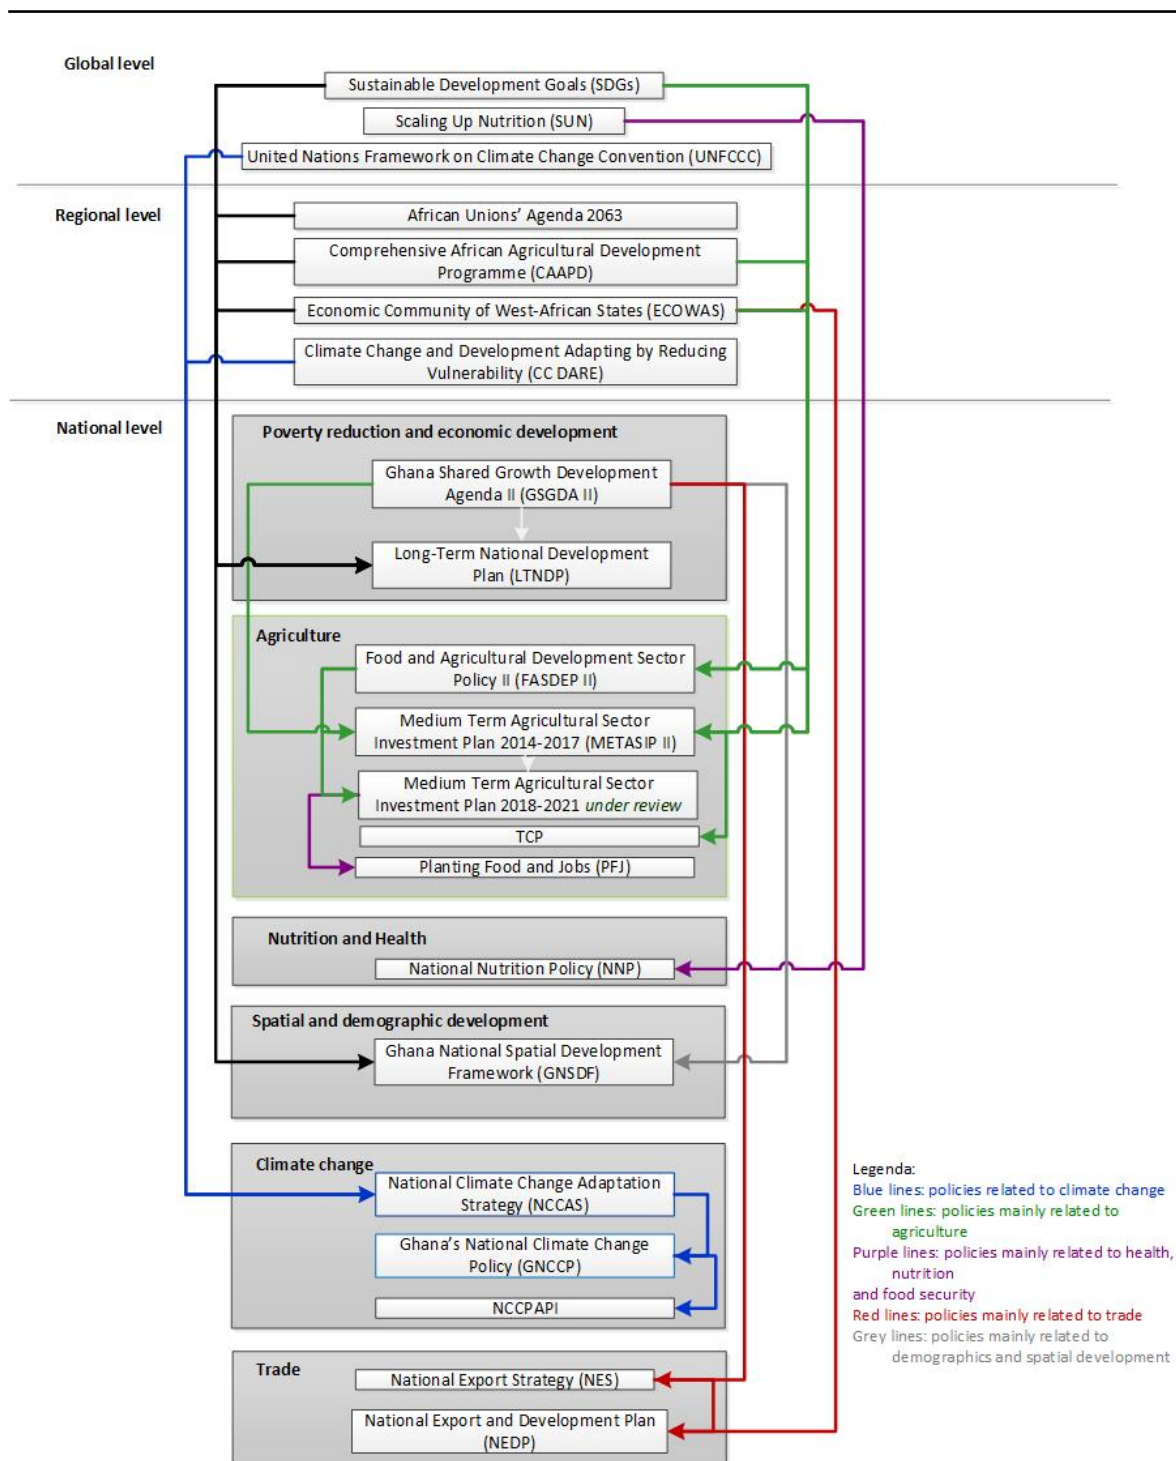 Global level
Sustainable Development Goals (SDGs)
Scaling Up Nutrition (SUN)
United Nations Framework on Climate Change Convention (UNFCCC)
Regional level
African Unions' Agenda 2063
Comprehensive African Agricultural Development
Programme (CAAPD)
Economic Community of West-African States (ECOWAS)
Climate Change and Development Adapting by Reducing
Vulnerability (CC DARE)
National level
Poverty reduction and economic development
Ghana Shared Growth Development
Agenda II (GSGDA II)
Long-Term National Development
Plan (LTNDP)
Agriculture
Food and Agricultural Development Sector
Policy II (FASDEP II)
Medium Term Agricultural Sector
Investment Plan 2014-2017 (METASIP II)
Medium Term Agricultural Sector
Investment Plan 2018-2021 under review
TCP
Planting Food and Jobs (PFJ)
Nutrition and Health
National Nutrition Policy (NNP)
Spatial and demographic development
Ghana National Spatial Development
Framework (GNSDF)
Climate change
National Climate Change Adaptation
Strategy (NCCAS)
Ghana's National Climate Change
Policy (GNCCP)
NCCPAPI
Trade
National Export Strategy (NES)
National Export and Development Plan
(NEDP)
Legenda:
Blue lines: policies related to climate change
Green lines: policies mainly related to
agriculture
Purple lines: policies mainly related to health,
nutrition
and food security
Red lines: policies mainly related to trade
Grey lines: policies mainly related to
demographics and spatial development